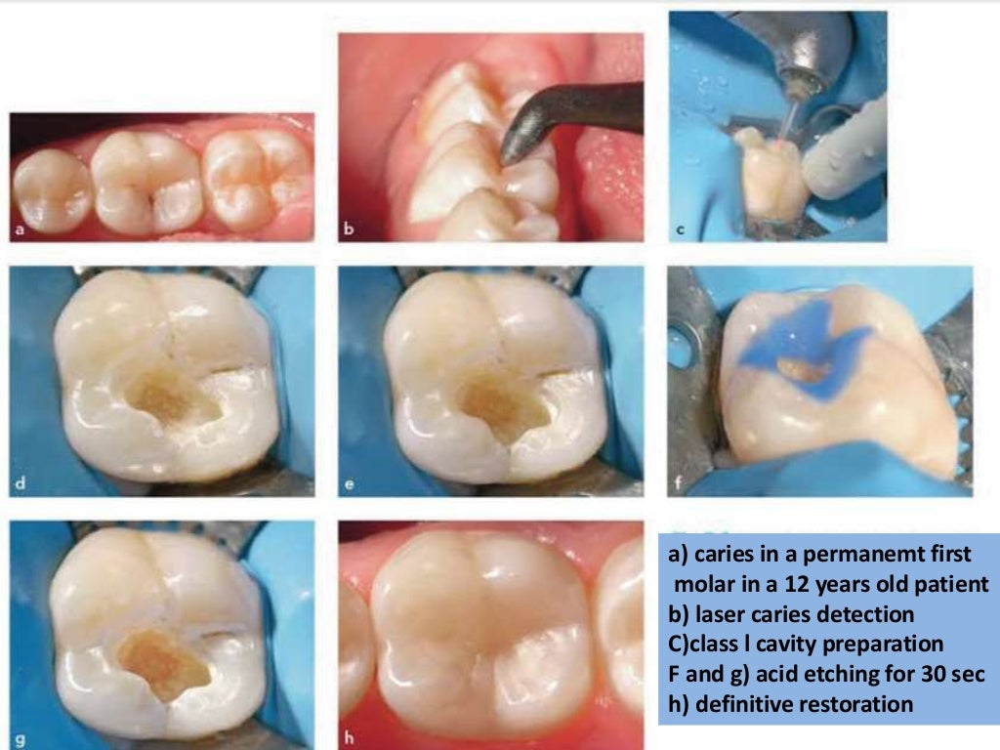 a
b
c
d
e
f
g
h
a) caries in a permanemt first
molar in a 12 years old patient
b) laser caries detection
C)class l cavity preparation
F and g) acid etching for 30 sec
h) definitive restoration